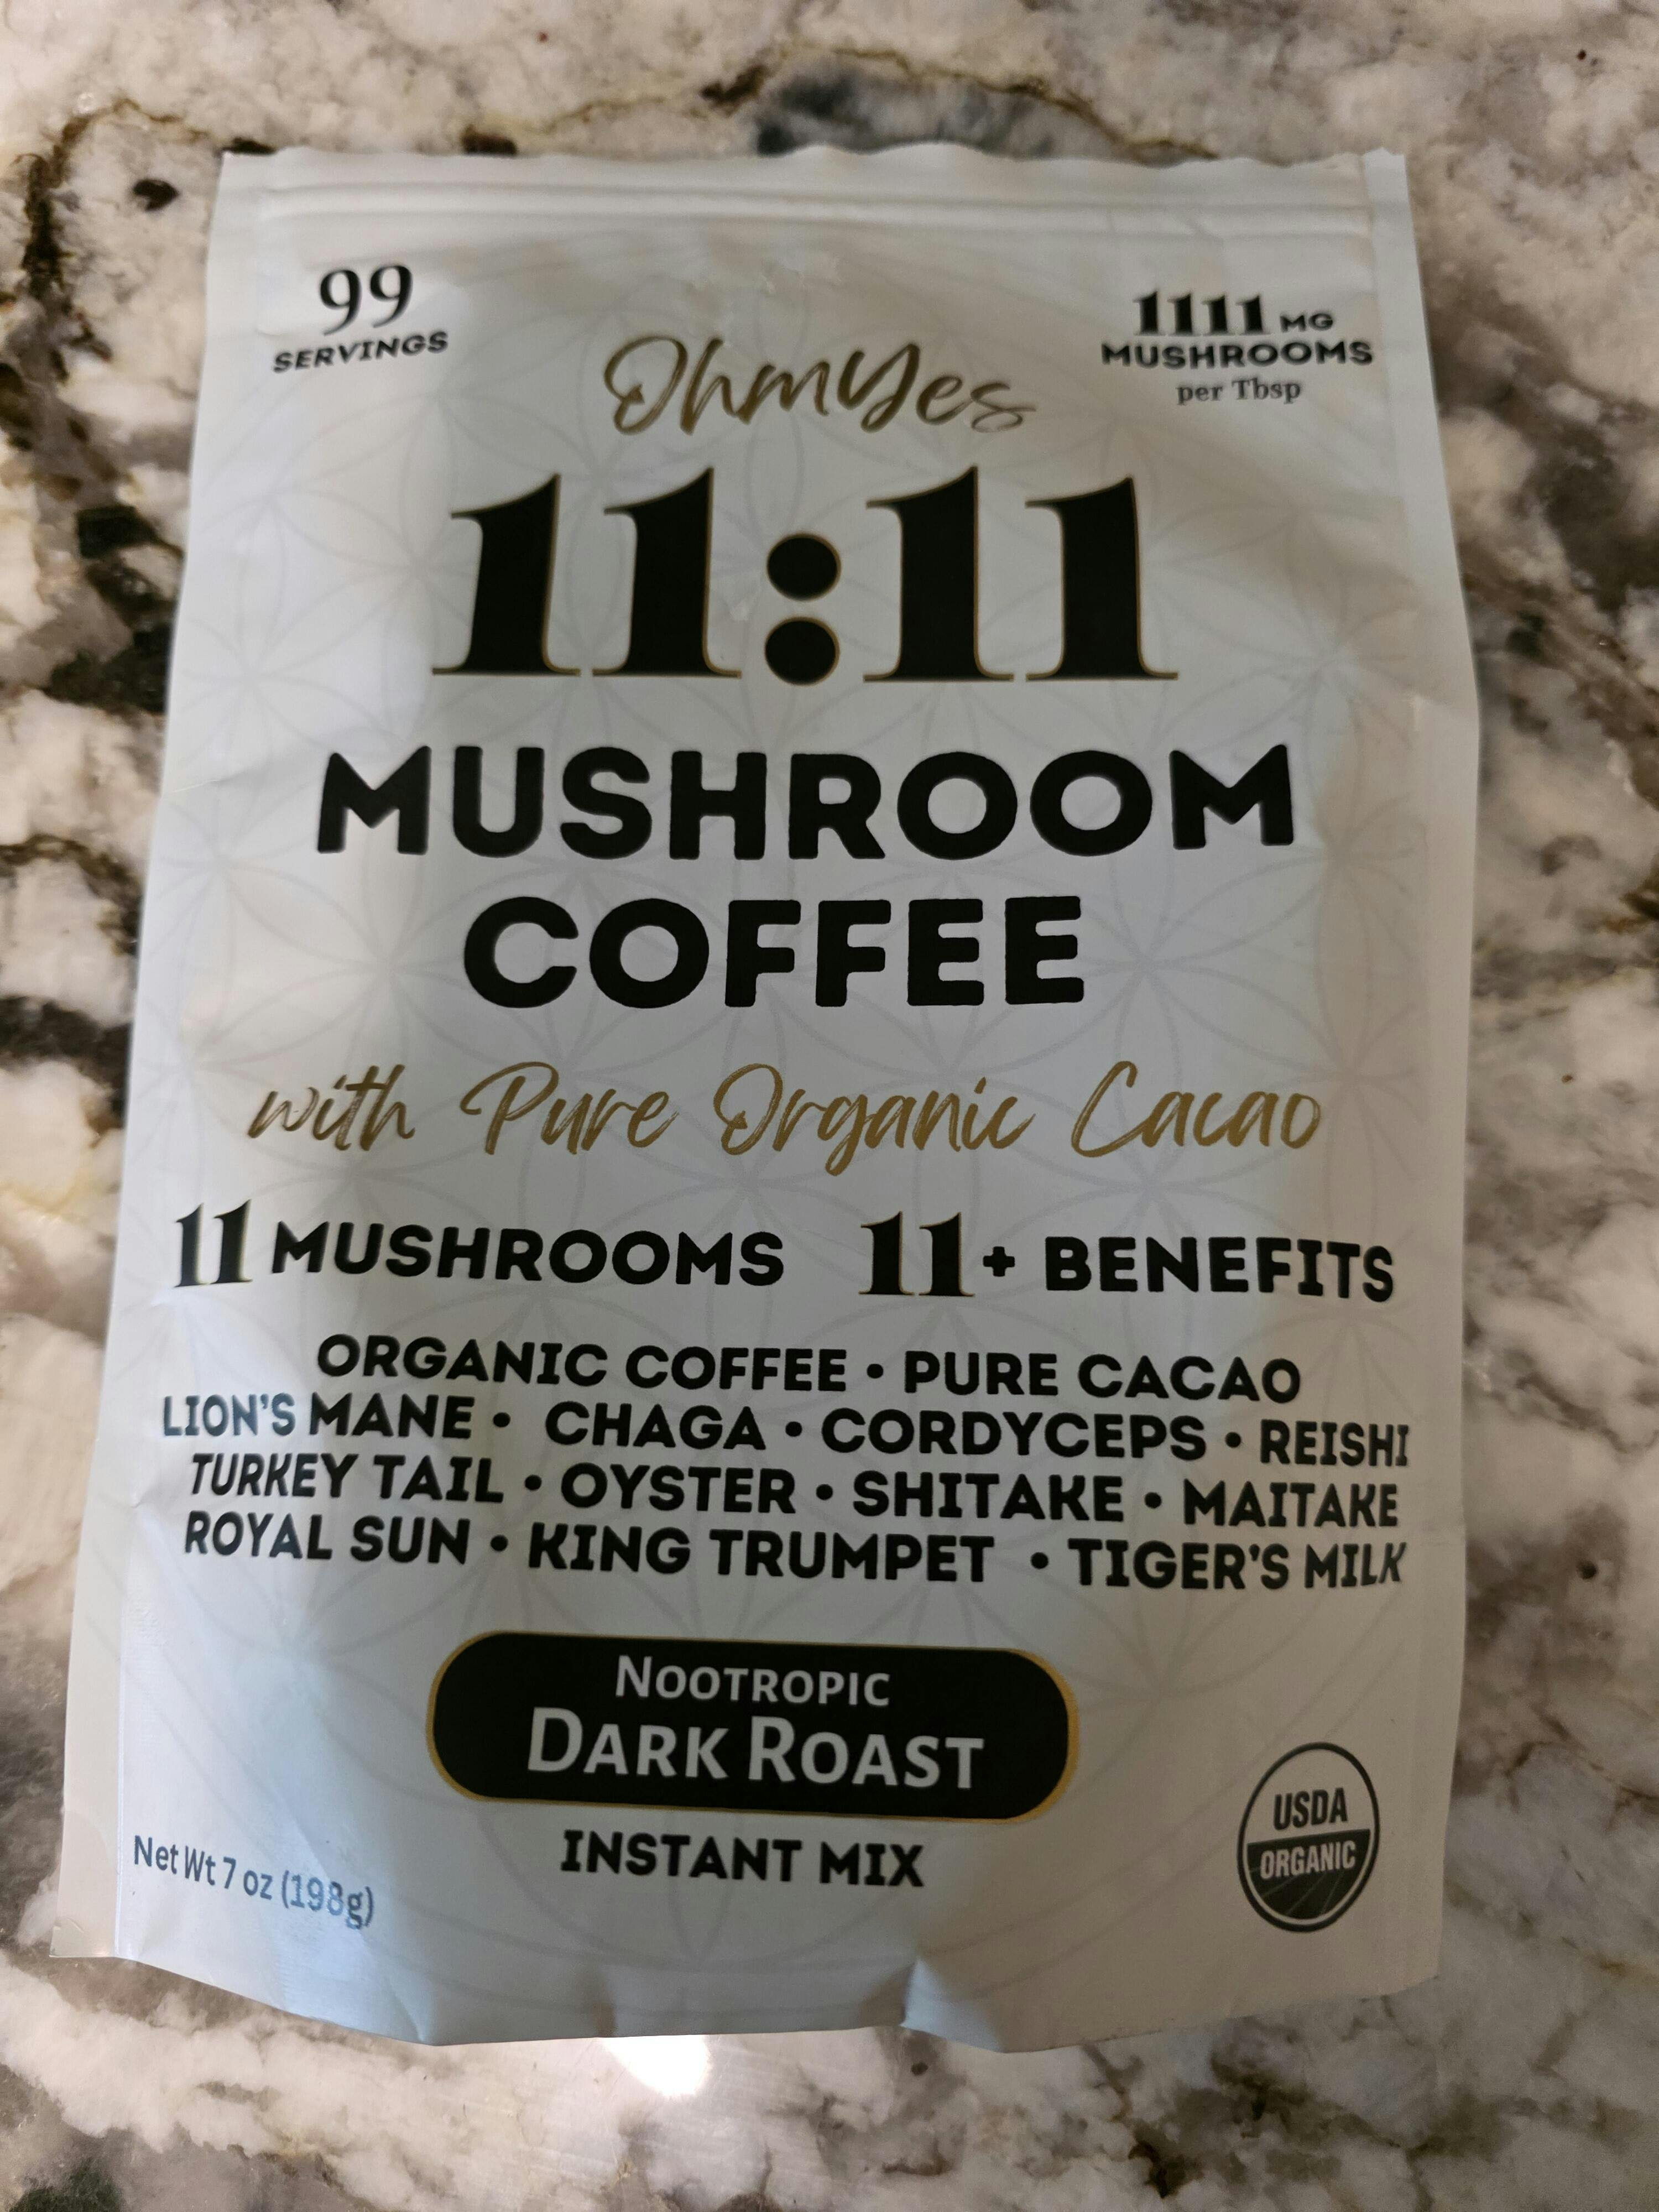 99
SERVINGS
1111 MG
MUSHROOMS
per Tbsp
OhmYes
11:11
MUSHROOM
COFFEE
with Pure Organic Cacao
11 MUSHROOMS 11+ BENEFITS
ORGANIC COFFEE • PURE CACAO
LION'S MANE • CHAGA • CORDYCEPS • REISHI
TURKEY TAIL • OYSTER • SHITAKE • MAITAKE
ROYAL SUN • KING TRUMPET • TIGER'S MILK
NOOTROPIC
DARK ROAST
INSTANT MIX
Net Wt 7 oz (198g)
USDA
ORGANIC